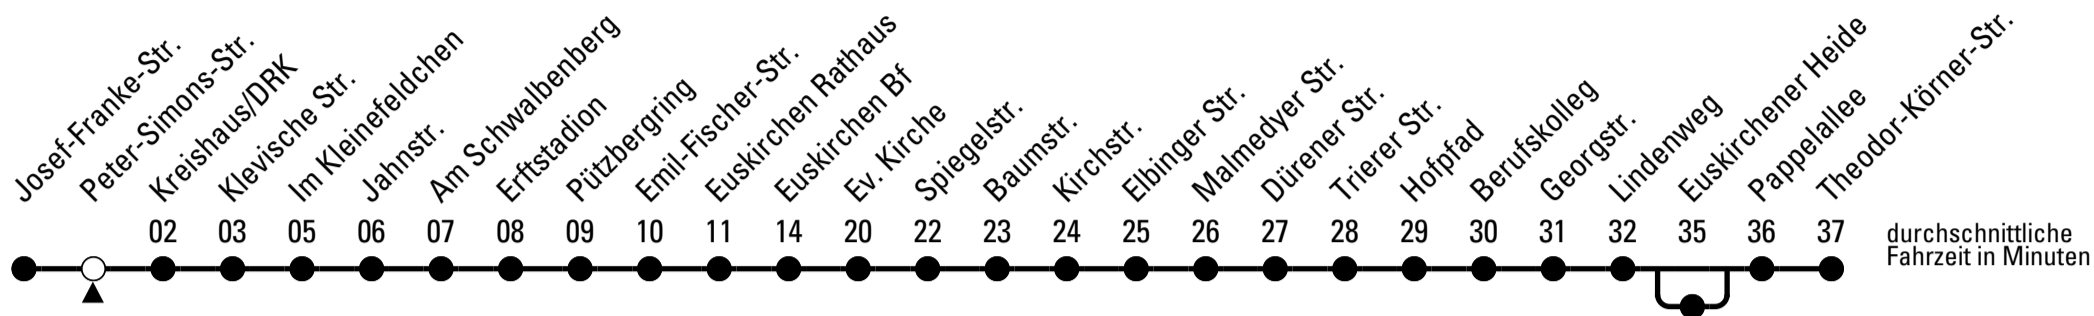 Josef-Franke-Str.
Peter-Simons-Str.
Kreishaus/DRK
Klevische Str.
Im Kleinefeldchen
Jahnstr.
Am Schwalbenberg
Erftstadion
Pützbergring
Emil-Fischer-Str.
Euskirchen Rathaus
Euskirchen Bf
Ev. Kirche
Spiegelstr.
Baumstr.
Kirchstr.
Elbinger Str.
Malmedyer Str.
Dürener Str.
Trierer Str.
Hofpfad
Berufskolleg
Georgstr.
Lindenweg
Euskirchener Heide
Pappelallee
Theodor-Körner-Str.
02 03 05 06 07 08 09 10 11 14 20 22 23 24 25 26 27 28 29 30 31 32 35 36 37
durchschnittliche
Fahrzeit in Minuten